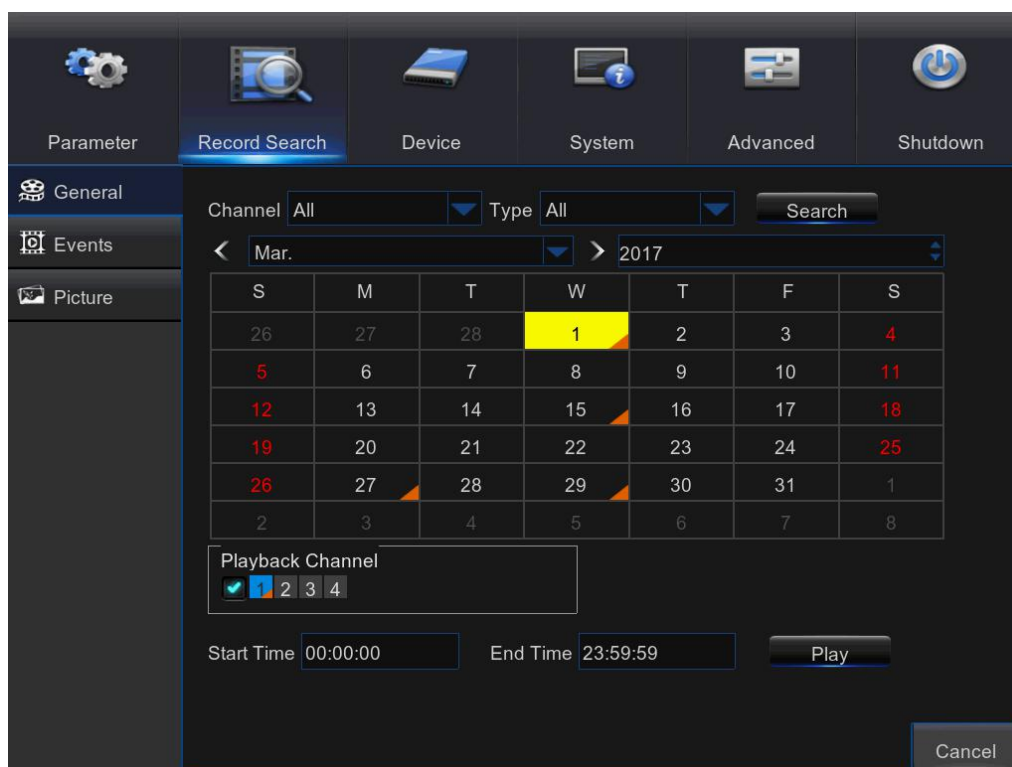 Parameter Record Search Device System Advanced Shutdown
General
Events
Picture
Channel All Type All Search
Mar. 2017
S M T W T F S
26 27 28 1 2 3 4
5 6 7 8 9 10 11
12 13 14 15 16 17 18
19 20 21 22 23 24 25
26 27 28 29 30 31 1
2 3 4 5 6 7 8
Playback Channel
1 2 3 4
Start Time 00:00:00 End Time 23:59:59 Play
Cancel